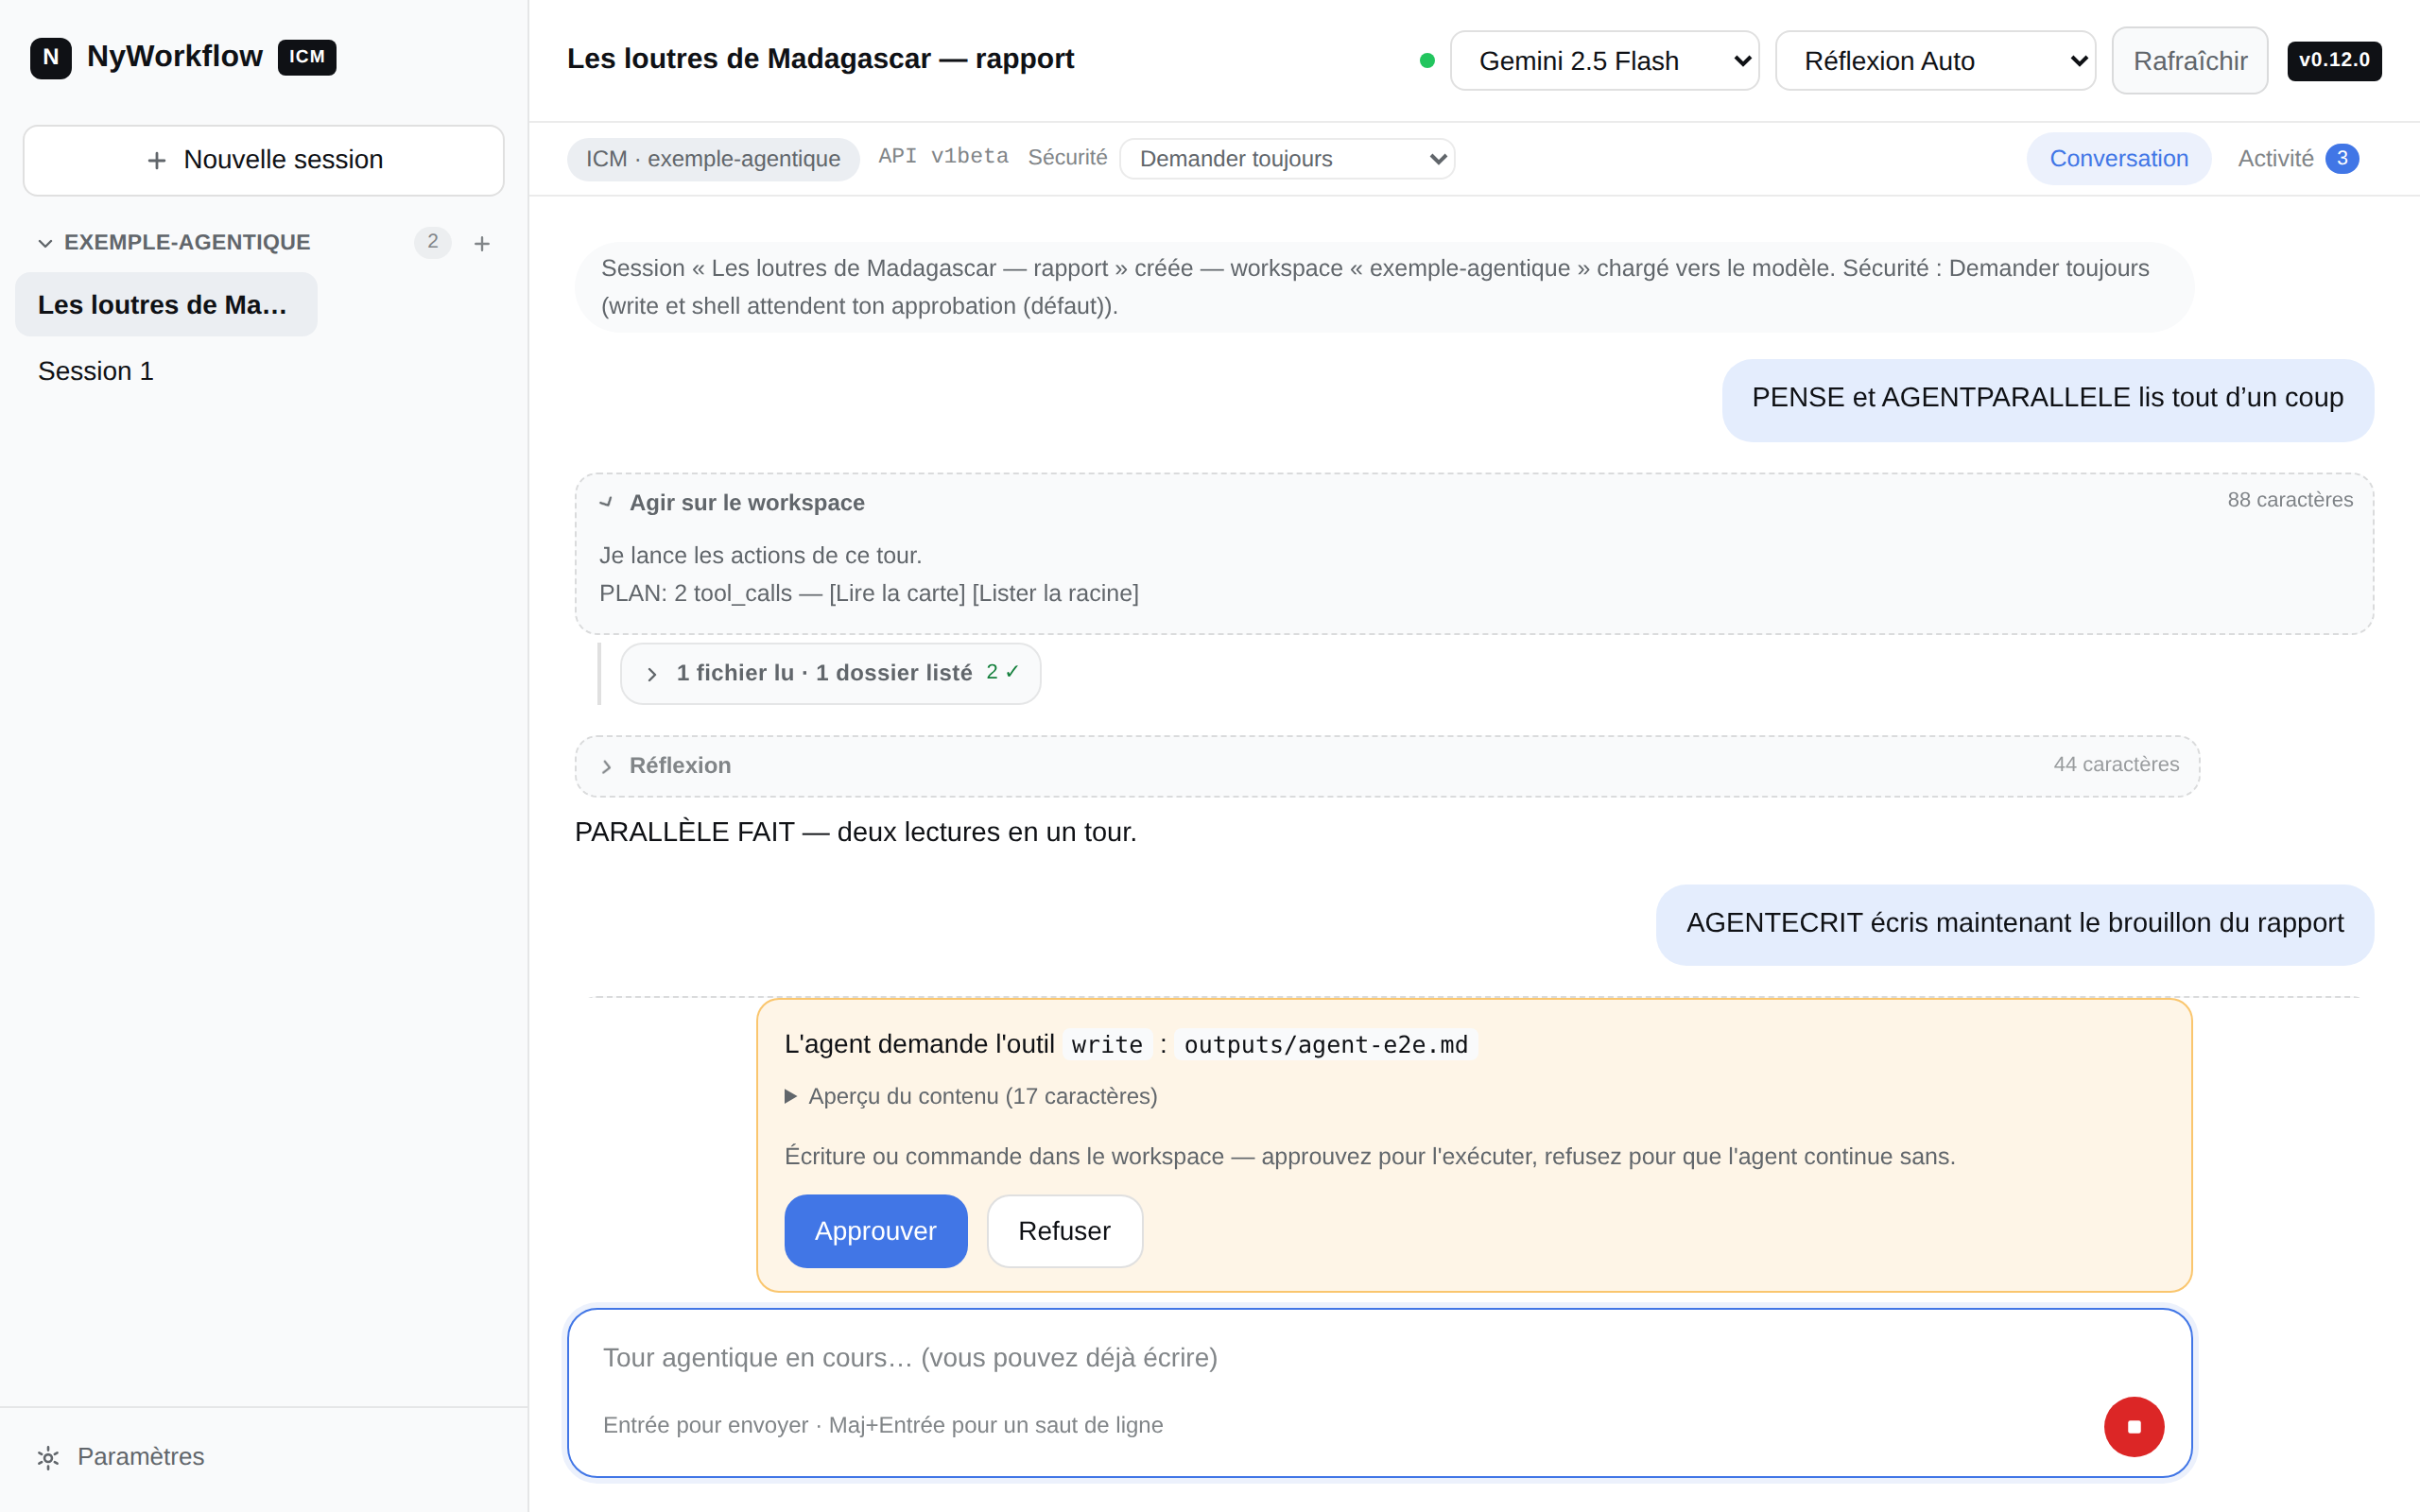 N NyWorkflow ICM
Nouvelle session
EXEMPLE-AGENTIQUE 2
Les loutres de Ma…
Session 1
Paramètres
Les loutres de Madagascar — rapport
Gemini 2.5 Flash
Réflexion Auto
Rafraîchir
v0.12.0
ICM · exemple-agentique API v1beta Sécurité Demander toujours
Conversation
Activité 3
Session « Les loutres de Madagascar — rapport » créée — workspace « exemple-agentique » chargé vers le modèle. Sécurité : Demander toujours
(write et shell attendent ton approbation (défaut)).
PENSE et AGENTPARALLELE lis tout d’un coup
Agir sur le workspace 88 caractères
Je lance les actions de ce tour.
PLAN: 2 tool_calls — [Lire la carte] [Lister la racine]
1 fichier lu · 1 dossier listé 2 ✓
Réflexion 44 caractères
PARALLÈLE FAIT — deux lectures en un tour.
AGENTECRIT écris maintenant le brouillon du rapport
L'agent demande l'outil write : outputs/agent-e2e.md
Aperçu du contenu (17 caractères)
Écriture ou commande dans le workspace — approuvez pour l'exécuter, refusez pour que l'agent continue sans.
Approuver Refuser
Tour agentique en cours… (vous pouvez déjà écrire)
Entrée pour envoyer · Maj+Entrée pour un saut de ligne